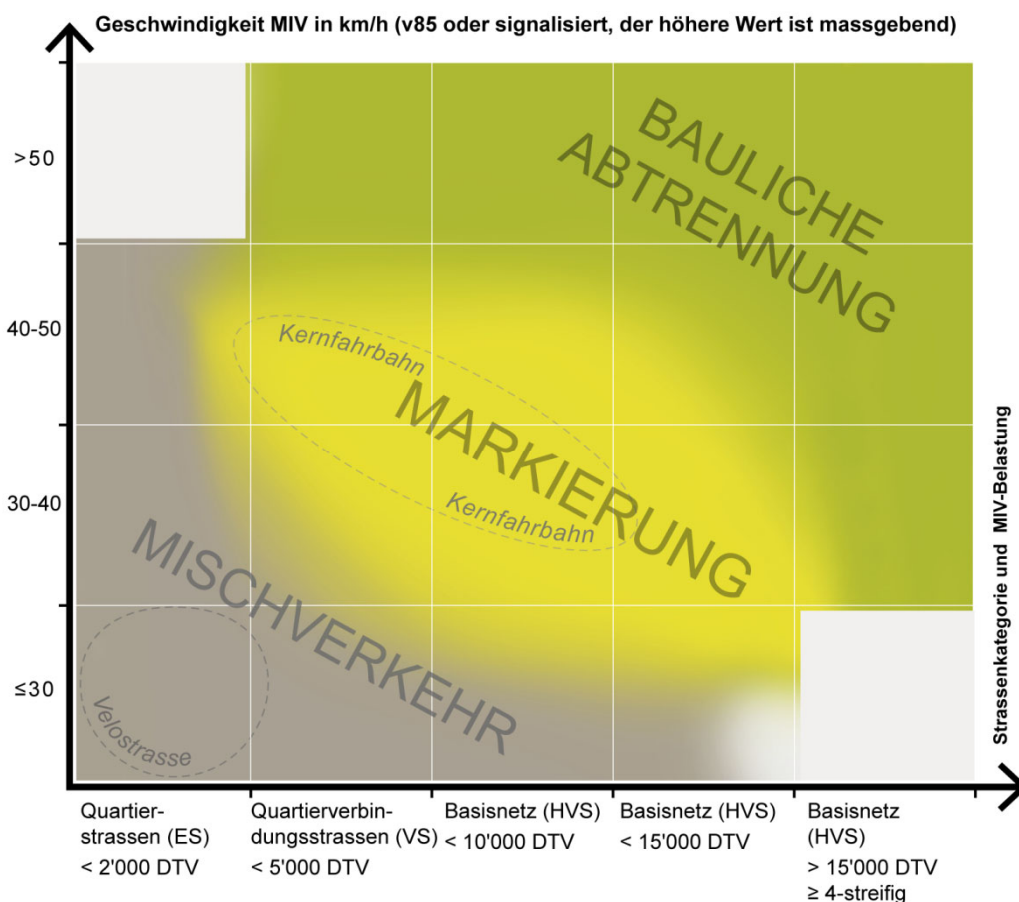 Geschwindigkeit MIV in km/h (v85 oder signalisiert, der höhere Wert ist massgebend)
>50
BAULICHE
ABTRENNUNG
40-50
Kernfahrbahn
MARKIERUNG
30-40
Kernfahrbahn
MISCHVERKEHR
≤30
Velostrasse
Strassenkategorie und MIV-Belastung
Quartier-
strassen (ES)
< 2'000 DTV
Quartierverbin-
dungsstrassen (VS)
< 5'000 DTV
Basisnetz (HVS)
< 10'000 DTV
Basisnetz (HVS)
< 15'000 DTV
Basisnetz
(HVS)
> 15'000 DTV
≥ 4-streifig